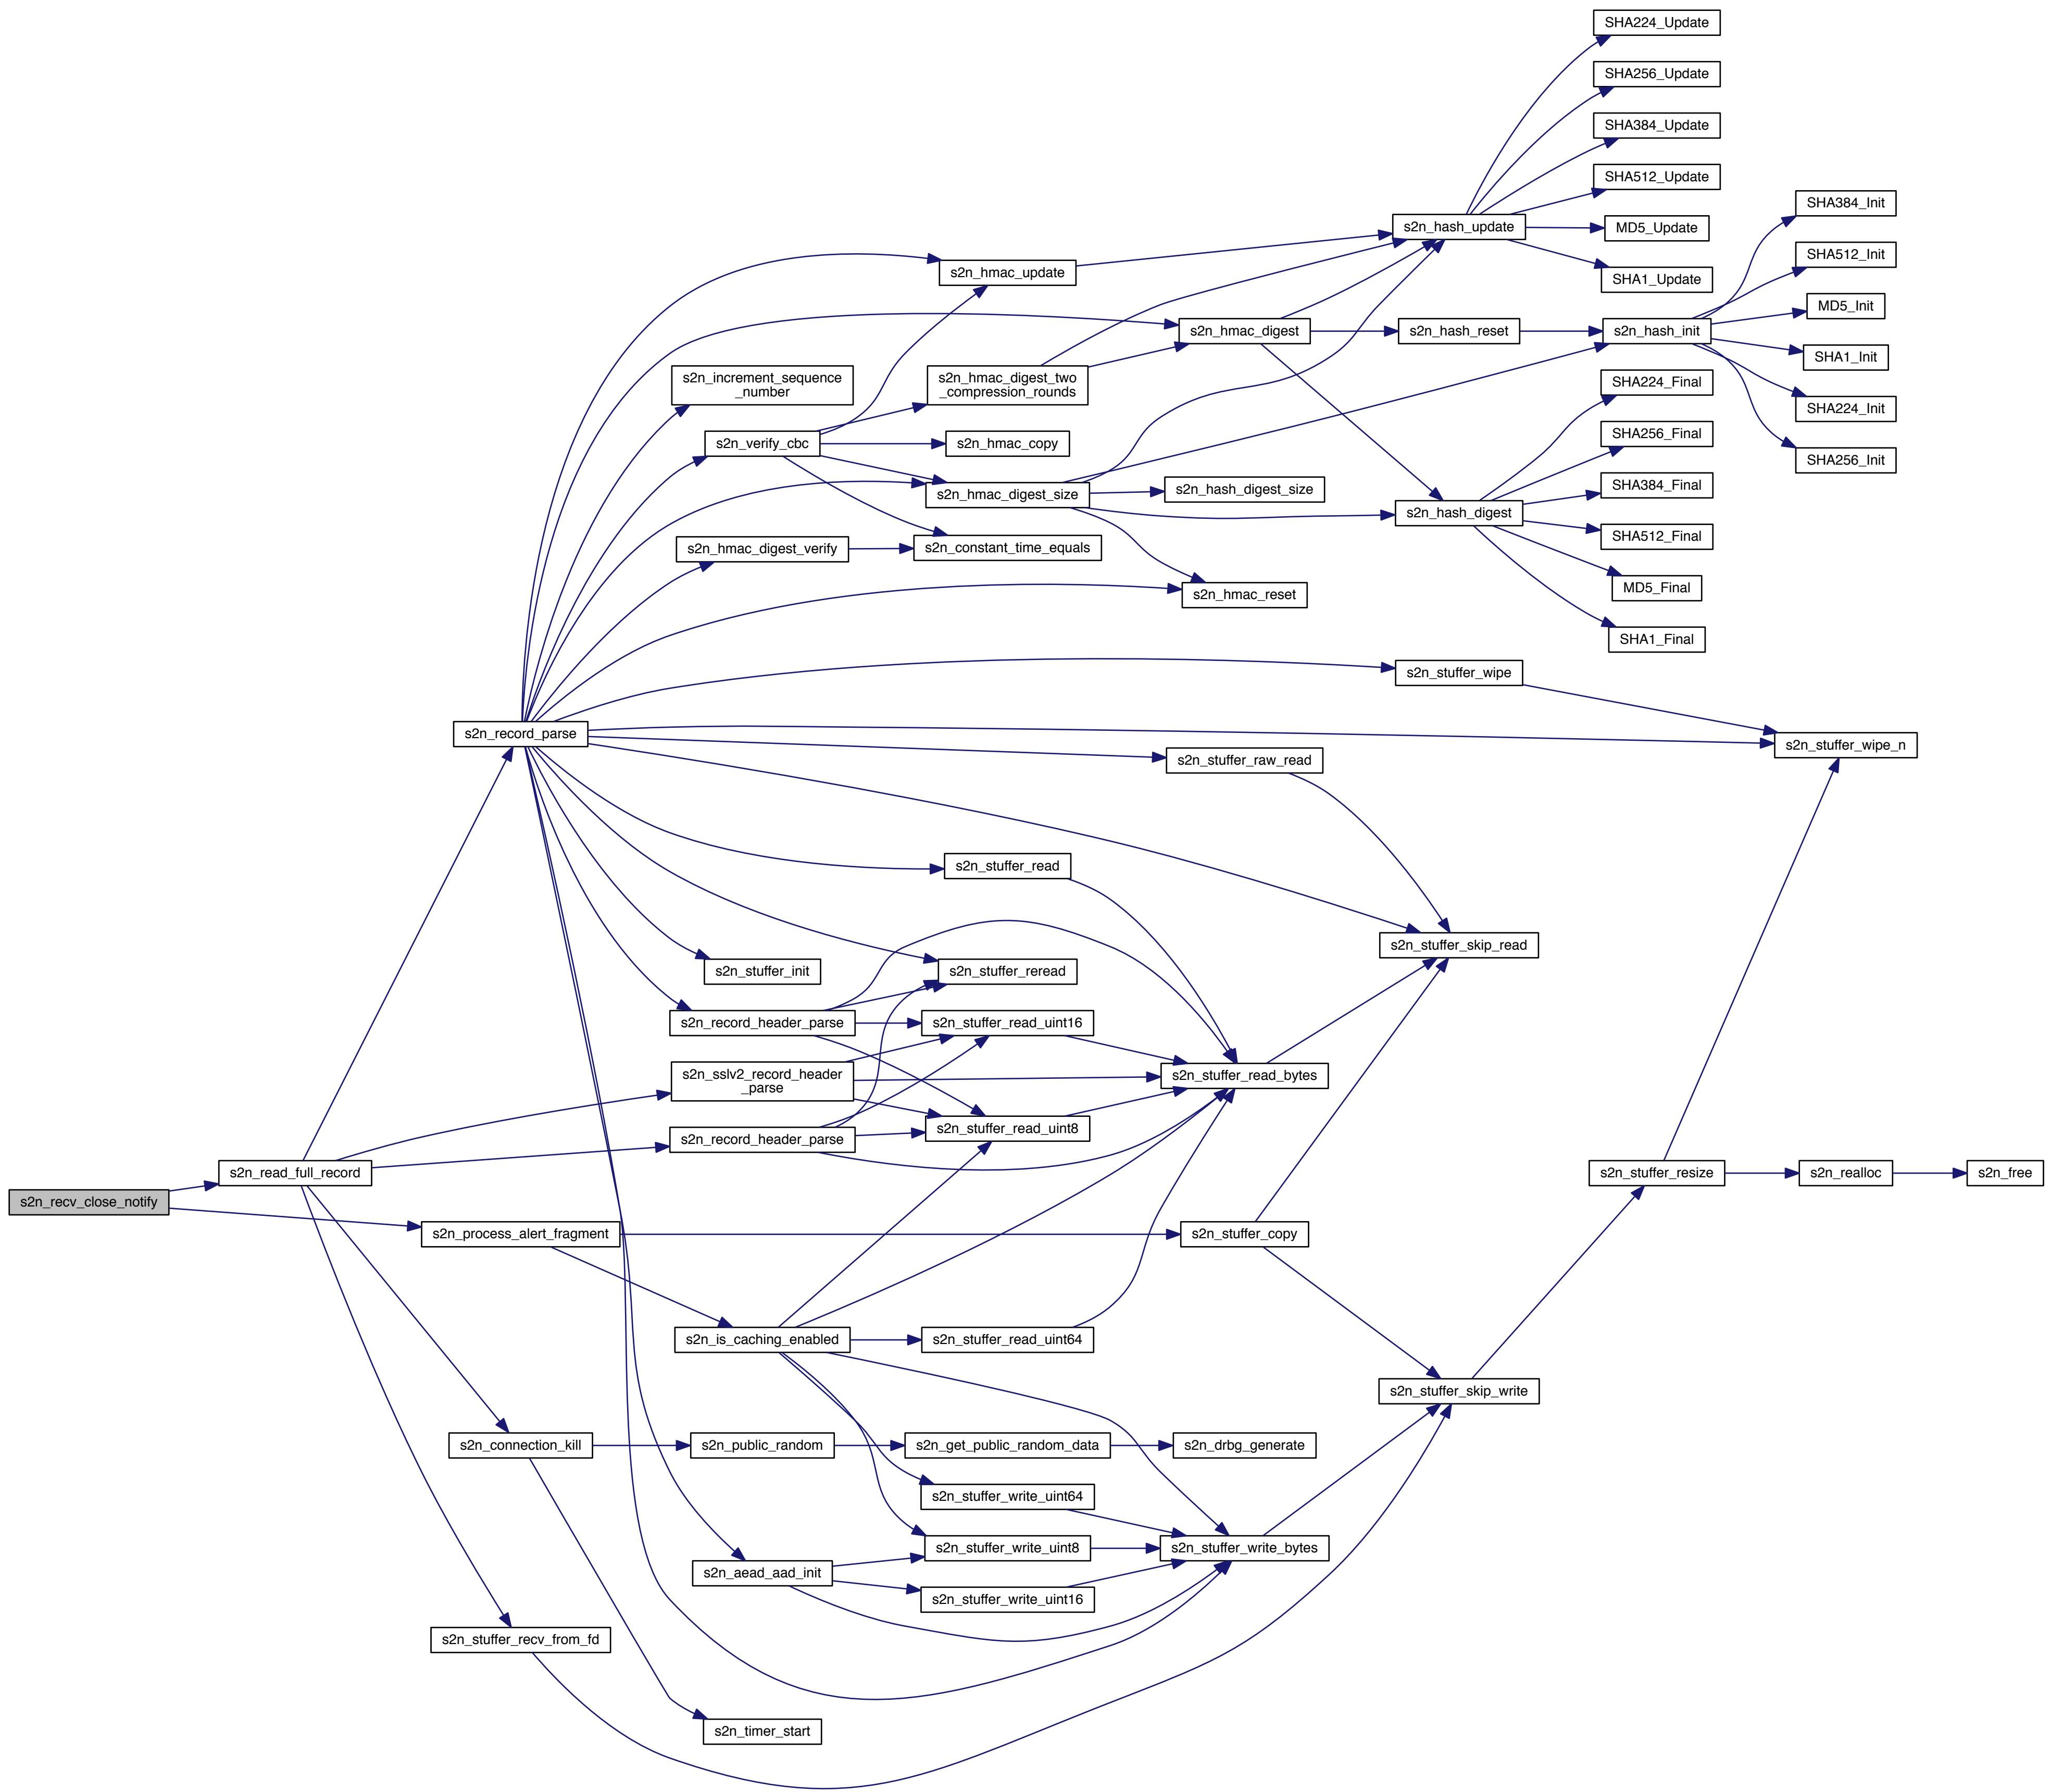 SHA224_Update
SHA256_Update
SHA384_Update
SHA512_Update
SHA384_Init
s2n_hash_update
MD5_Update
SHA512_Init
s2n_hmac_update
SHA1_Update
MD5_Init
s2n_hmac_digest
s2n_hash_reset
s2n_hash_init
SHA1_Init
s2n_increment_sequence
_number
s2n_hmac_digest_two
_compression_rounds
SHA224_Final
SHA224_Init
s2n_verify_cbc
s2n_hmac_copy
SHA256_Final
SHA256_Init
s2n_hmac_digest_size
s2n_hash_digest_size
SHA384_Final
s2n_hash_digest
SHA512_Final
s2n_hmac_digest_verify
s2n_constant_time_equals
MD5_Final
s2n_hmac_reset
SHA1_Final
s2n_stuffer_wipe
s2n_record_parse
s2n_stuffer_wipe_n
s2n_stuffer_raw_read
s2n_stuffer_read
s2n_stuffer_skip_read
s2n_stuffer_init
s2n_stuffer_reread
s2n_record_header_parse
s2n_stuffer_read_uint16
s2n_sslv2_record_header
_parse
s2n_stuffer_read_bytes
s2n_record_header_parse
s2n_stuffer_read_uint8
s2n_read_full_record
s2n_stuffer_resize
s2n_realloc
s2n_free
s2n_recv_close_notify
s2n_process_alert_fragment
s2n_stuffer_copy
s2n_is_caching_enabled
s2n_stuffer_read_uint64
s2n_stuffer_skip_write
s2n_connection_kill
s2n_public_random
s2n_get_public_random_data
s2n_drbg_generate
s2n_stuffer_write_uint64
s2n_stuffer_write_uint8
s2n_stuffer_write_bytes
s2n_aead_aad_init
s2n_stuffer_write_uint16
s2n_stuffer_recv_from_fd
s2n_timer_start